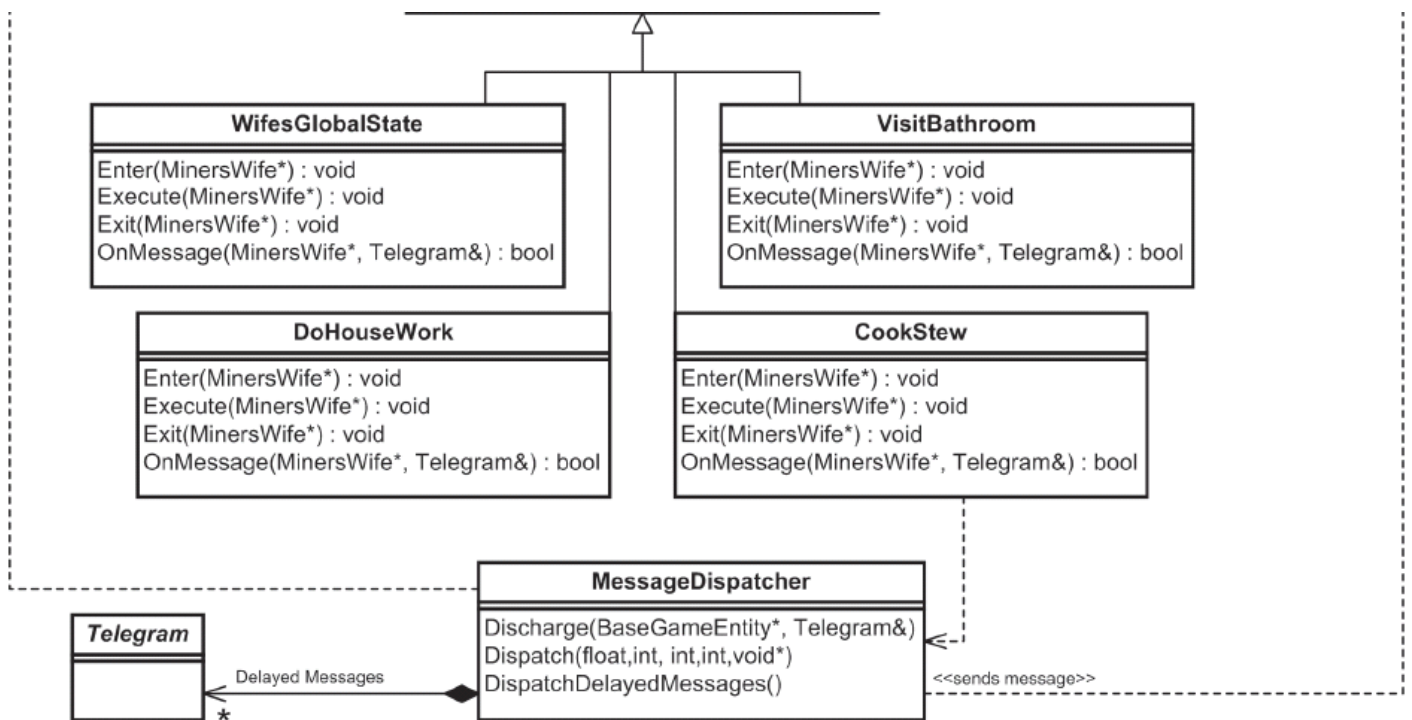 WifesGlobalState
Enter(MinersWife*) : void
Execute(MinersWife*) : void
Exit(MinersWife*) : void
OnMessage(MinersWife*, Telegram&) : bool
VisitBathroom
Enter(MinersWife*) : void
Execute(MinersWife*) : void
Exit(MinersWife*) : void
OnMessage(MinersWife*, Telegram&) : bool
DoHouseWork
Enter(MinersWife*) : void
Execute(MinersWife*) : void
Exit(MinersWife*) : void
OnMessage(MinersWife*, Telegram&) : bool
CookStew
Enter(MinersWife*) : void
Execute(MinersWife*) : void
Exit(MinersWife*) : void
OnMessage(MinersWife*, Telegram&) : bool
MessageDispatcher
Discharge(BaseGameEntity*, Telegram&)
Dispatch(float,int, int,int,void*)
DispatchDelayedMessages()
Telegram
Delayed Messages
*
<<sends message>>